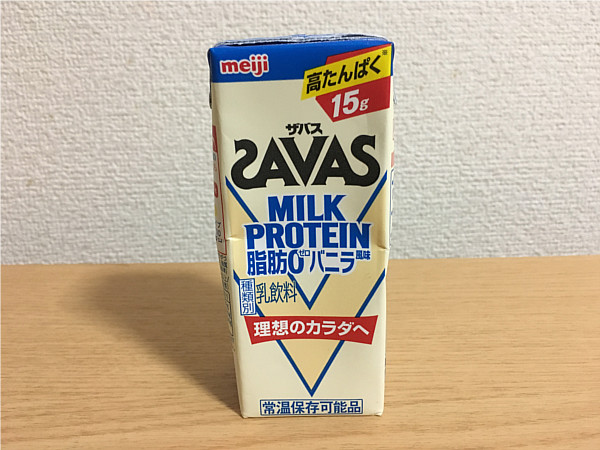 meiji
高たんぱく※
15g
ザバス
SAVAS
MILK
PROTEIN
脂肪0ゼロ バニラ風味
種類別 乳飲料
理想のカラダへ
常温保存可能品